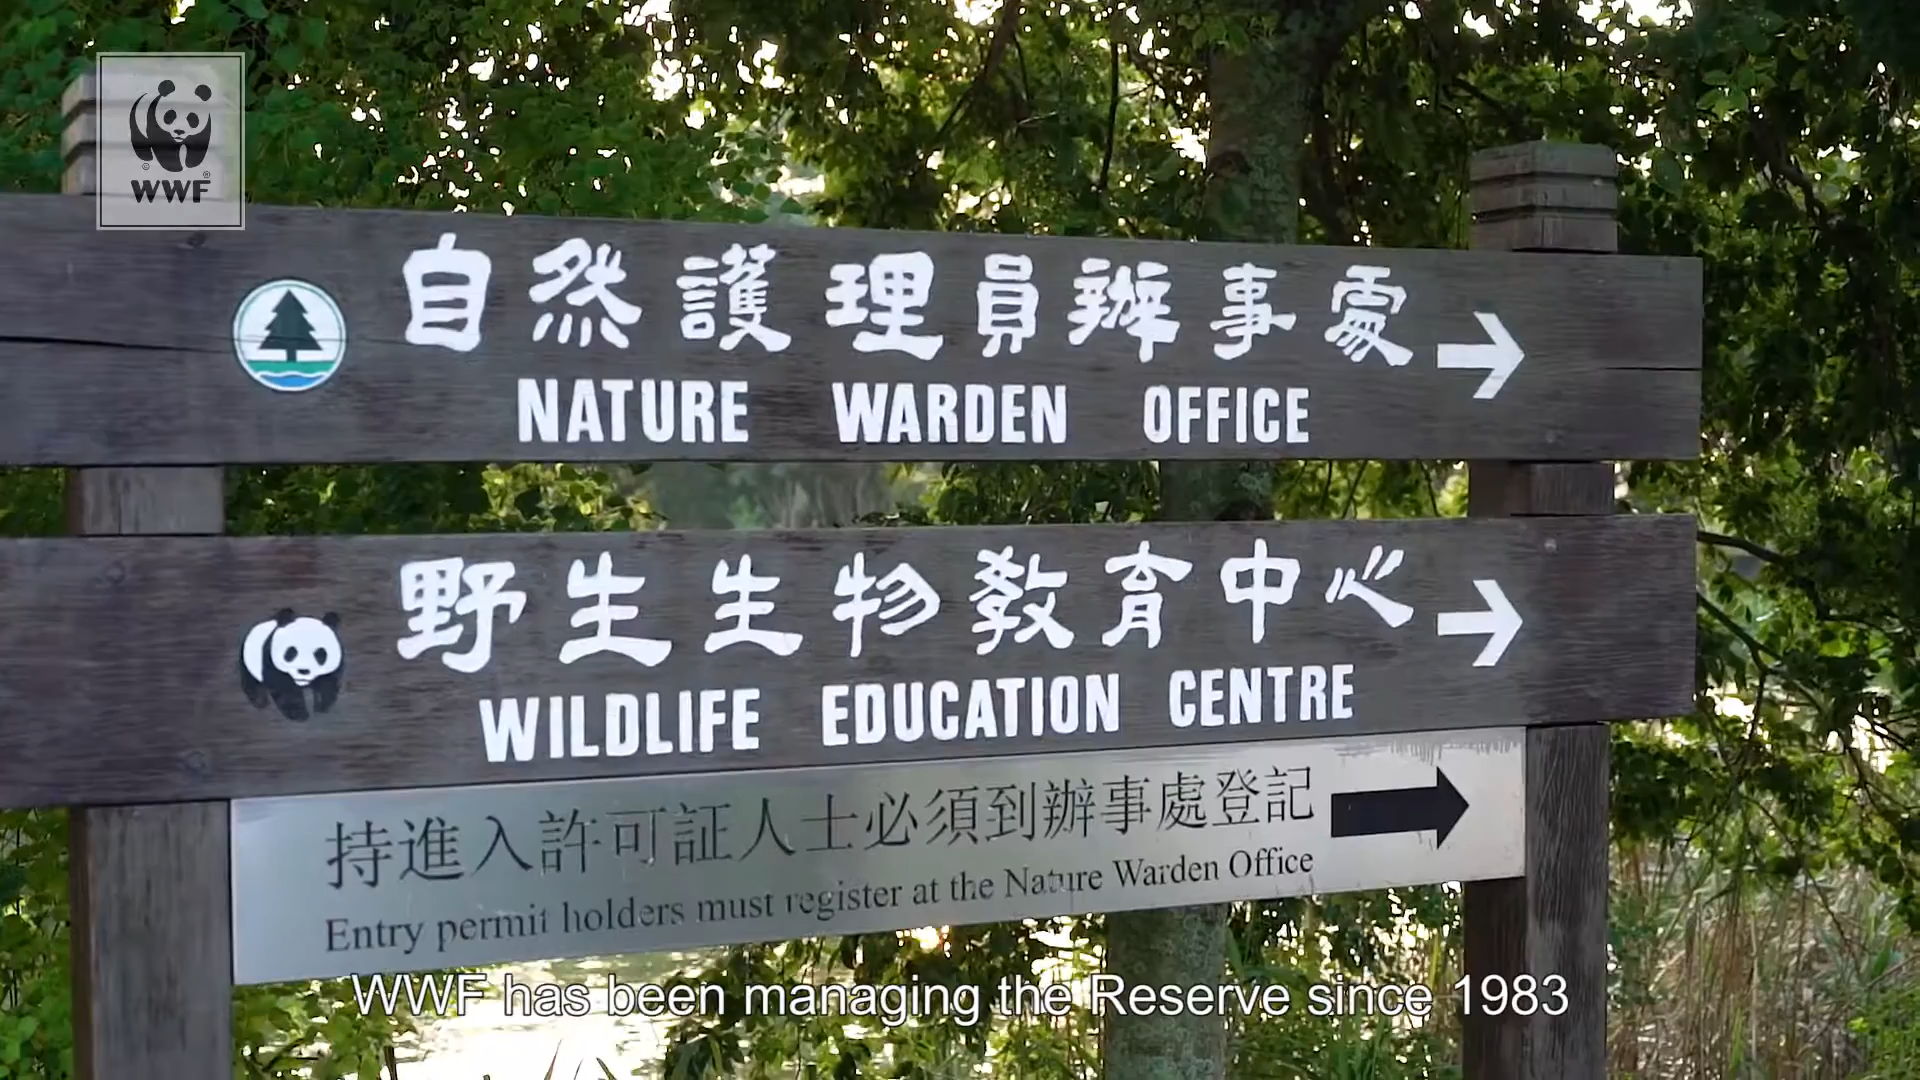 WWF
自然護理員辦事處
NATURE WARDEN OFFICE
野生生物教育中心
WILDLIFE EDUCATION CENTRE
持進入許可証人士必須到辦事處登記
Entry permit holders must register at the Nature Warden Office
WWF has been managing the Reserve since 1983